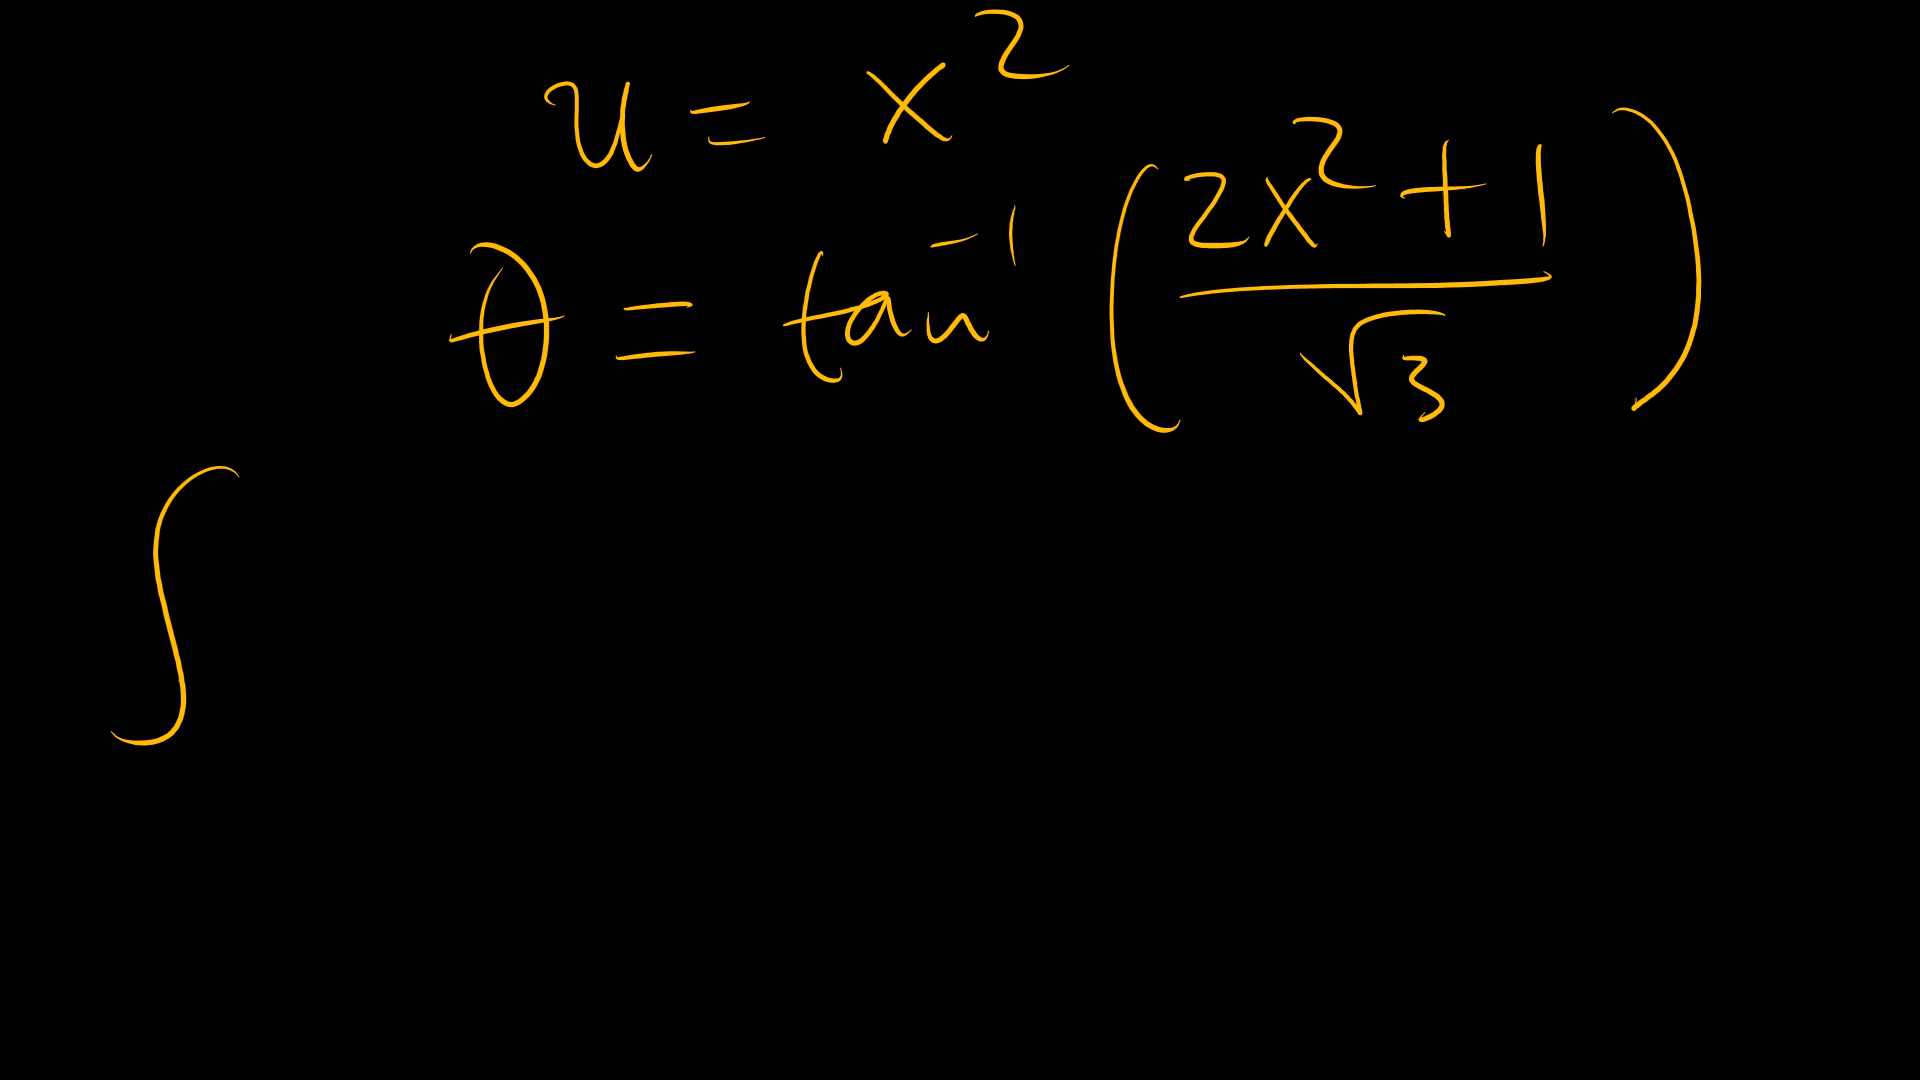 u = x²
θ = tan⁻¹ ( (2x² + 1) / √3 )
∫